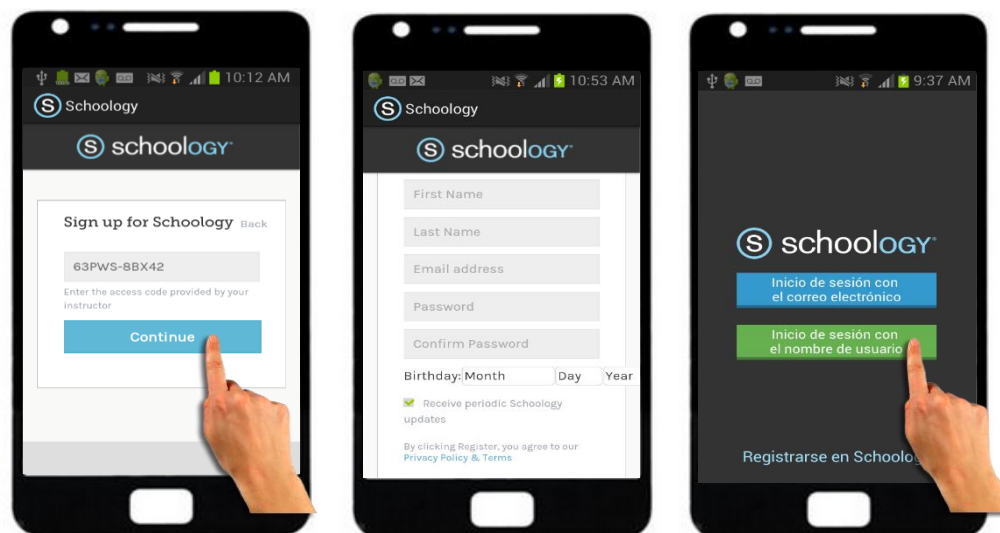 10:12 AM
S Schoology
S schoology
Sign up for Schoology Back
63PWS-8BX42
Enter the access code provided by your
instructor
Continue
10:53 AM
S Schoology
S schoology
First Name
Last Name
Email address
Password
Confirm Password
Birthday: Month Day Year
Receive periodic Schoology
updates
By clicking Register, you agree to our
Privacy Policy & Terms
9:37 AM
S schoology
Inicio de sesión con
el correo electrónico
Inicio de sesión con
el nombre de usuario
Registrarse en